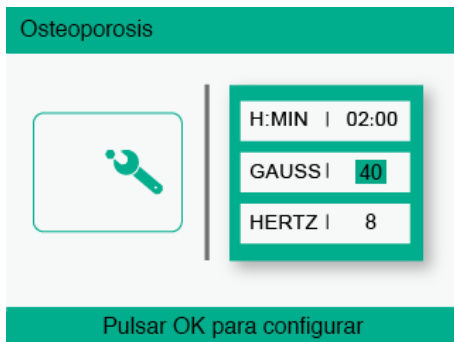 Osteoporosis
H:MIN | 02:00
GAUSS | 40
HERTZ | 8
Pulsar OK para configurar